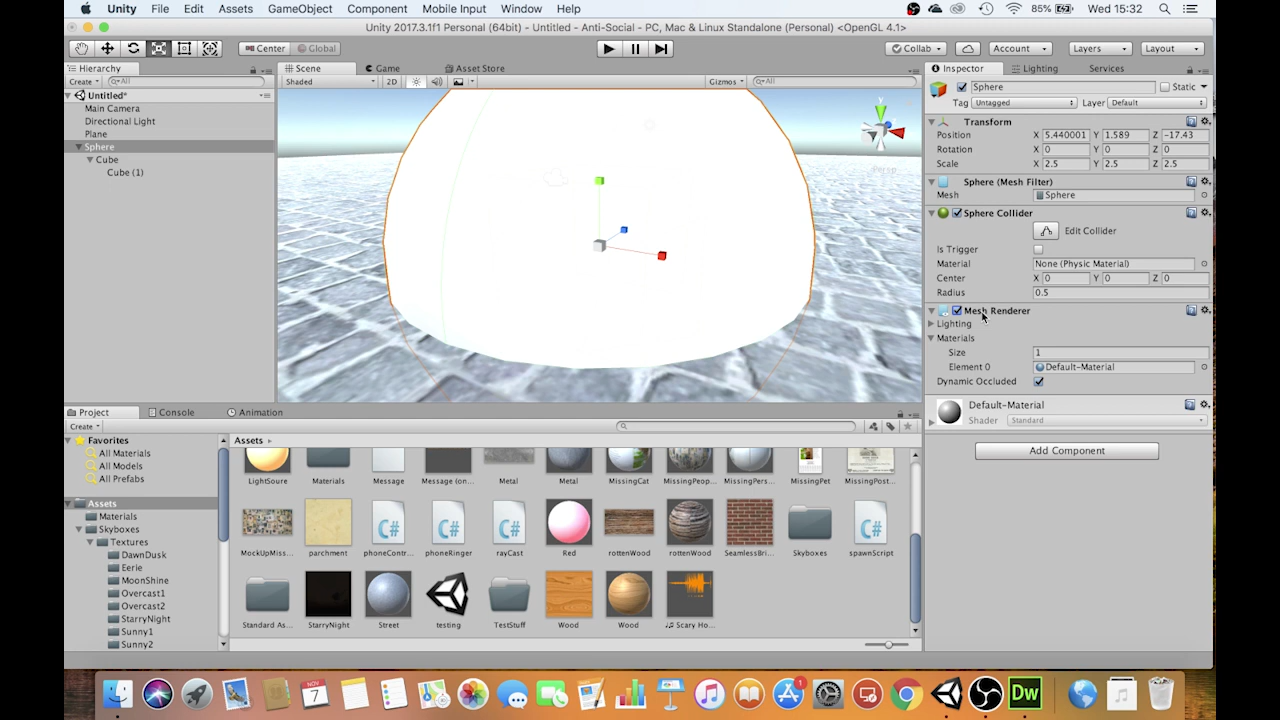 Unity File Edit Assets GameObject Component Mobile Input Window Help 85% Wed 15:32
Unity 2017.3.1f1 Personal (64bit) - Untitled - Anti-Social - PC, Mac & Linux Standalone (Personal) <OpenGL 4.1>
Center Global Collab Account Layers Layout
Hierarchy
Create All
Untitled*
Main Camera
Directional Light
Plane
Sphere
Cube
Cube (1)
Scene Game Asset Store
Shaded 2D Gizmos All
y
Persp
Inspector Lighting Services
Sphere Static
Tag Untagged Layer Default
Transform
Position X 5.440001 Y 1.589 Z -17.43
Rotation X 0 Y 0 Z 0
Scale X 2.5 Y 2.5 Z 2.5
Sphere (Mesh Filter)
Mesh Sphere
Sphere Collider
Edit Collider
Is Trigger
Material None (Physic Material)
Center X 0 Y 0 Z 0
Radius 0.5
Mesh Renderer
Lighting
Materials
Size 1
Element 0 Default-Material
Dynamic Occluded
Default-Material
Shader Standard
Add Component
Project Console Animation
Create
Favorites
All Materials
All Models
All Prefabs
Assets
Materials
Skyboxes
Textures
DawnDusk
Eerie
MoonShine
Overcast1
Overcast2
StarryNight
Sunny1
Sunny2
Assets
LightSoure Materials Message Message (on... Metal Metal MissingCat MissingPeop... MissingPers... MissingPet MissingPost...
MockUpMiss... parchment phoneContr... phoneRinger rayCast Red rottenWood rottenWood SeamlessBri... Skyboxes spawnScript
Standard As... StarryNight Street testing TestStuff Wood Wood Scary Ho...
NOV
7
Dw